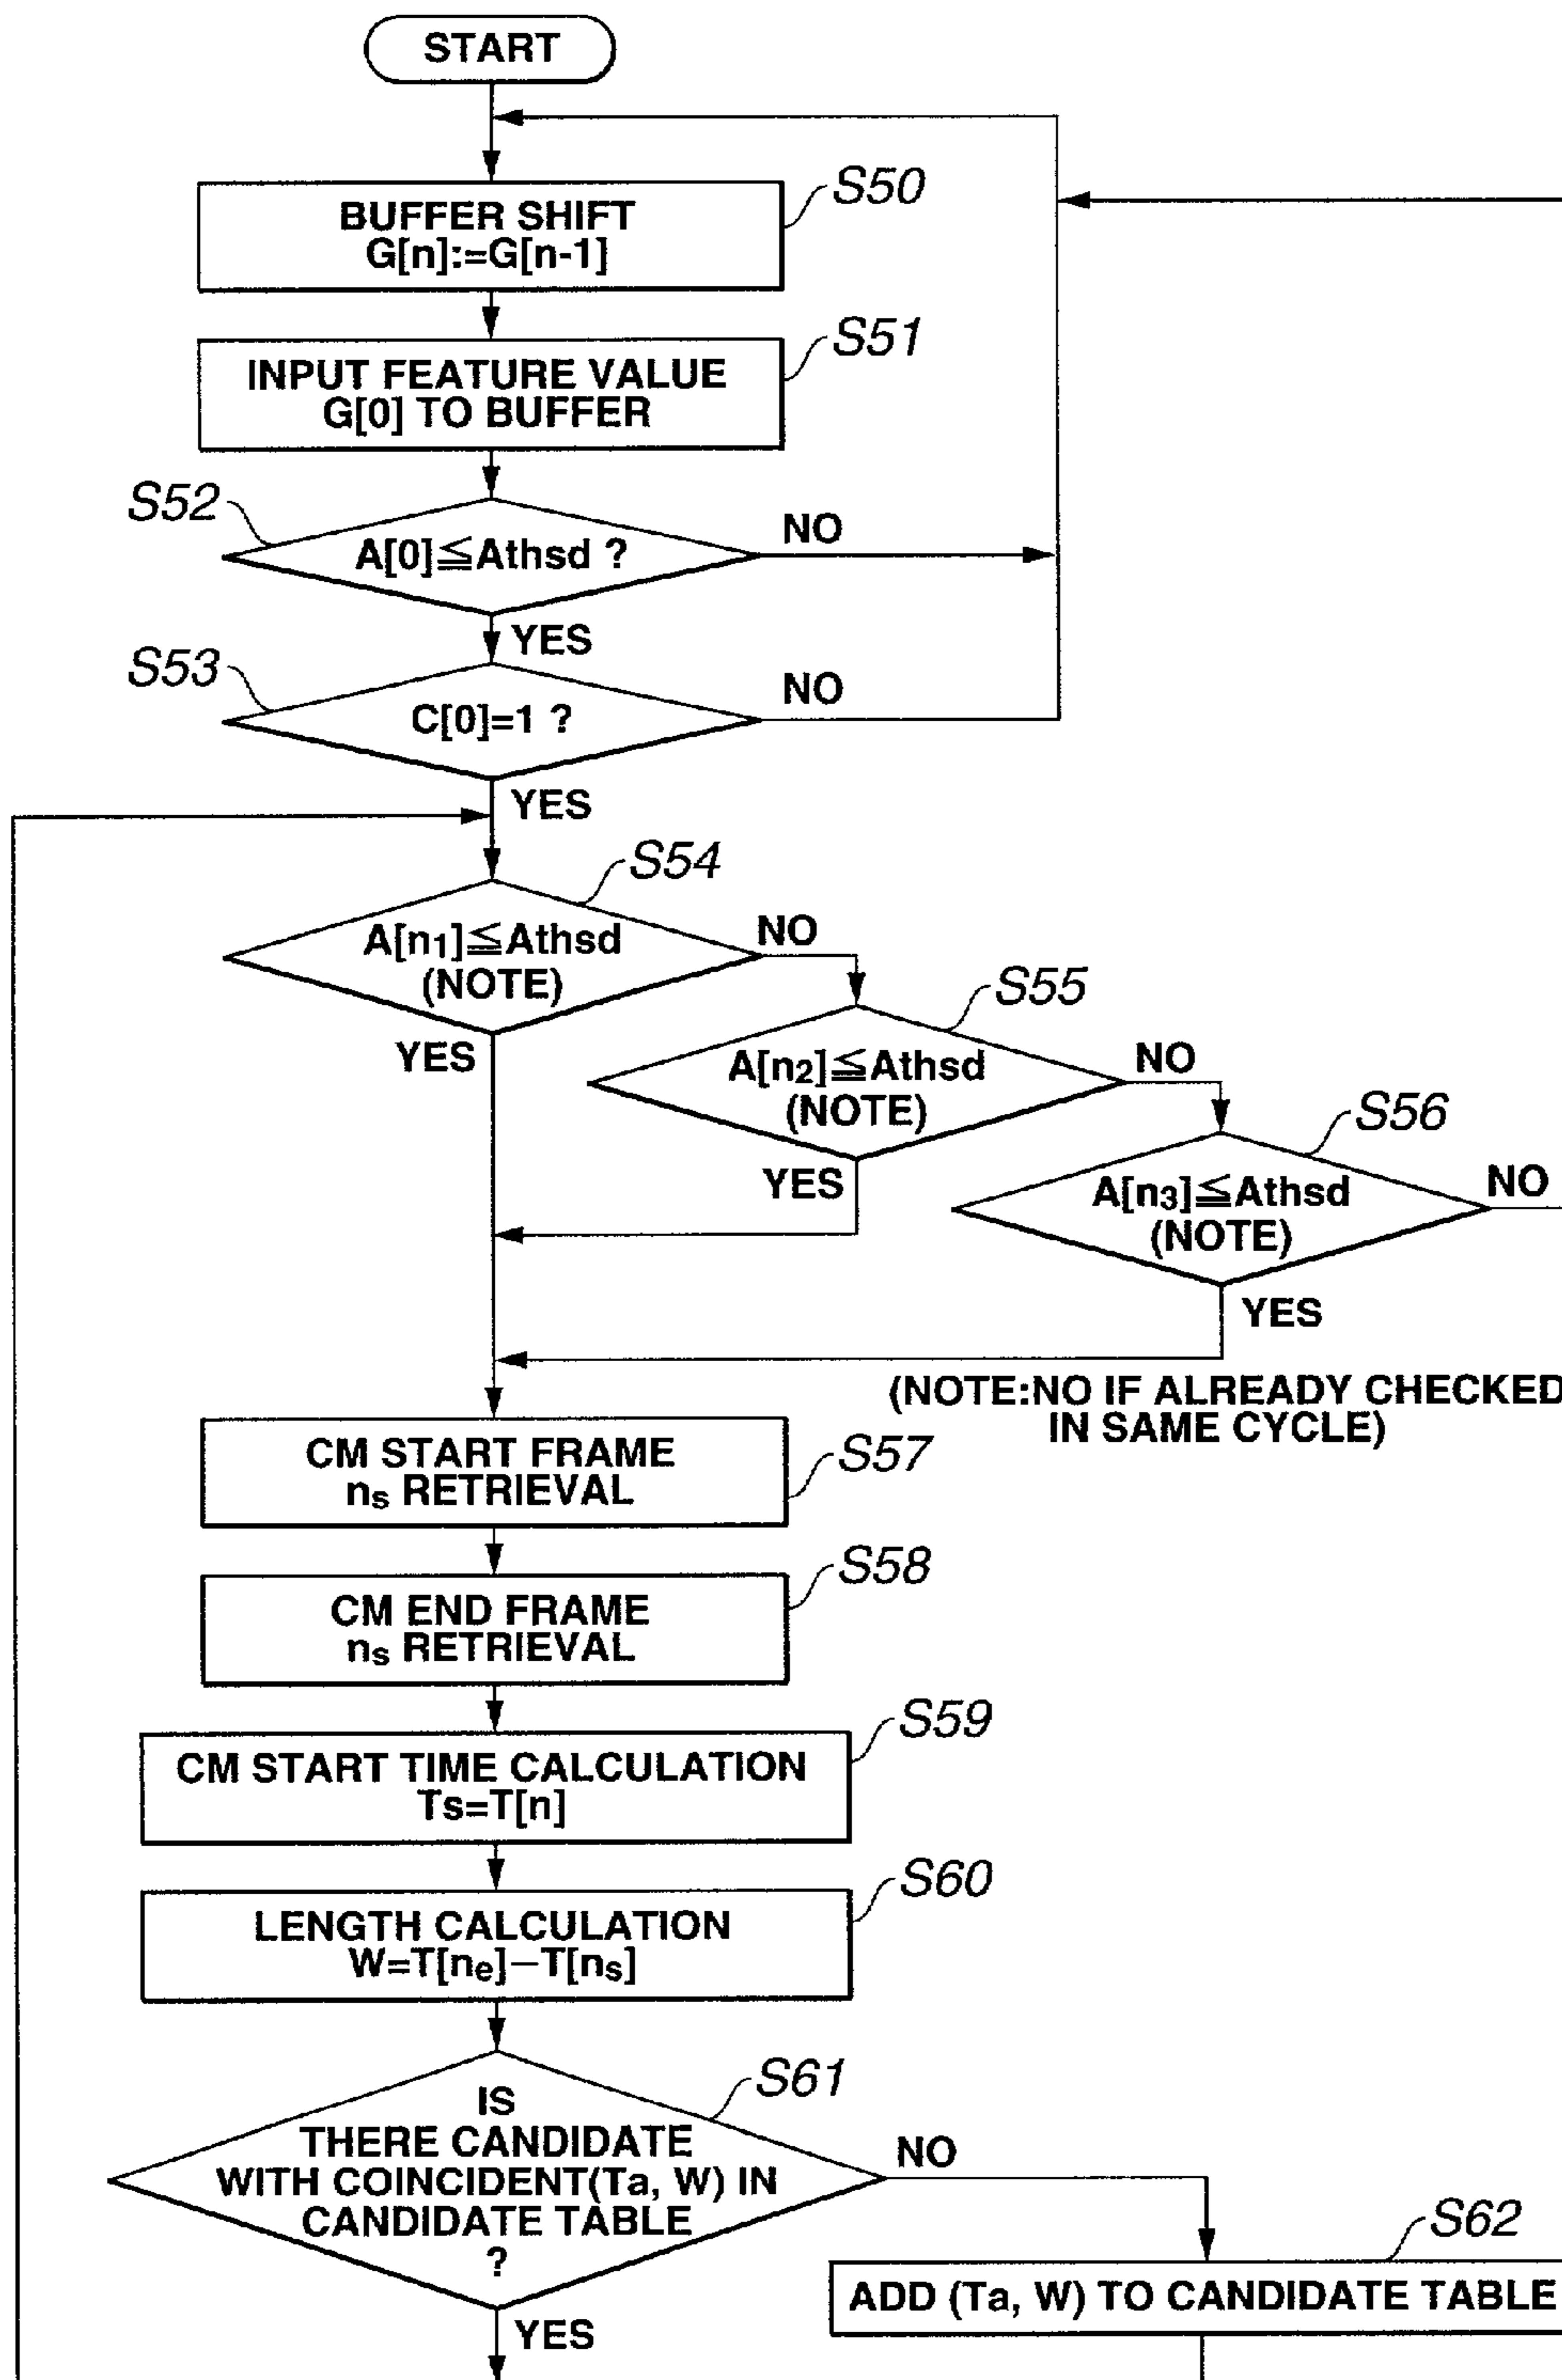 START
S50
BUFFER SHIFT
G[n]:=G[n-1]
S51
INPUT FEATURE VALUE
G[0] TO BUFFER
S52
A[0]≦Athsd ?
NO
YES
S53
C[0]=1 ?
NO
YES
S54
A[n1]≦Athsd
(NOTE)
NO
YES
S55
A[n2]≦Athsd
(NOTE)
NO
YES
S56
A[n3]≦Athsd
(NOTE)
NO
YES
(NOTE:NO IF ALREADY CHECKED
IN SAME CYCLE)
S57
CM START FRAME
ns RETRIEVAL
S58
CM END FRAME
ns RETRIEVAL
S59
CM START TIME CALCULATION
Ts=T[n]
S60
LENGTH CALCULATION
W=T[ne]−T[ns]
S61
IS
THERE CANDIDATE
WITH COINCIDENT(Ta, W) IN
CANDIDATE TABLE
?
NO
YES
S62
ADD (Ta, W) TO CANDIDATE TABLE